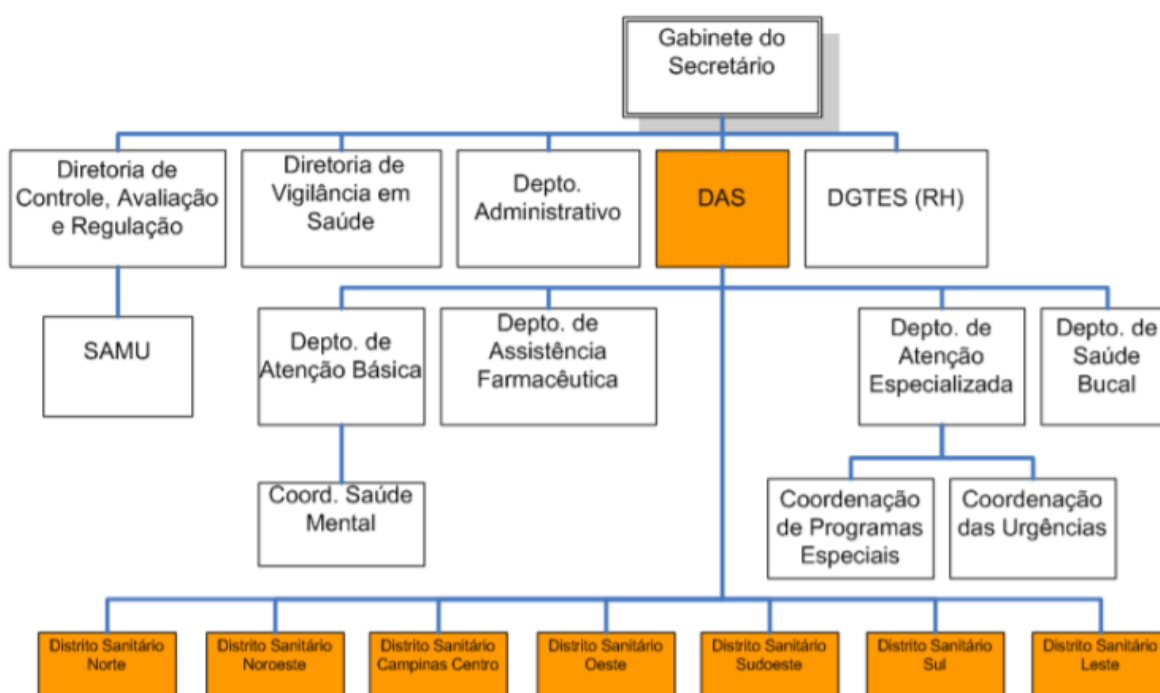 Gabinete do
Secretário
Diretoria de
Controle, Avaliação
e Regulação
Diretoria de
Vigilância em
Saúde
Depto.
Administrativo
DAS
DGTES (RH)
SAMU
Depto. de
Atenção Básica
Depto. de
Assistência
Farmacêutica
Depto. de
Atenção
Especializada
Depto. de
Saúde
Bucal
Coord. Saúde
Mental
Coordenação
de Programas
Especiais
Coordenação
das Urgências
Distrito Sanitário
Norte
Distrito Sanitário
Noroeste
Distrito Sanitário
Campinas Centro
Distrito Sanitário
Oeste
Distrito Sanitário
Sudoeste
Distrito Sanitário
Sul
Distrito Sanitário
Leste